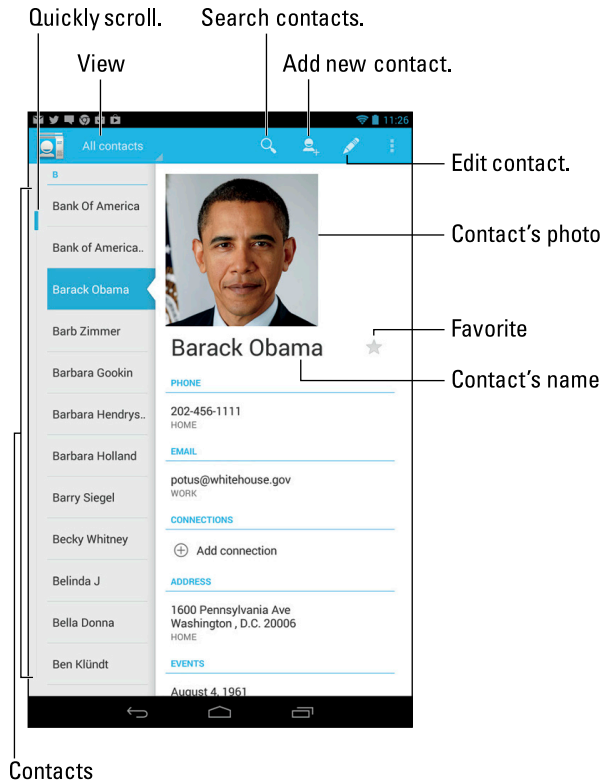 Quickly scroll.
Search contacts.
View
Add new contact.
11:26
All contacts
Edit contact.
B
Bank Of America
Bank of America..
Barack Obama
Barb Zimmer
Barbara Gookin
Barbara Hendrys..
Barbara Holland
Barry Siegel
Becky Whitney
Belinda J
Bella Donna
Ben Klündt
Contact's photo
Barack Obama
Favorite
Contact's name
PHONE
202-456-1111
HOME
EMAIL
potus@whitehouse.gov
WORK
CONNECTIONS
Add connection
ADDRESS
1600 Pennsylvania Ave
Washington , D.C. 20006
HOME
EVENTS
August 4, 1961
Contacts